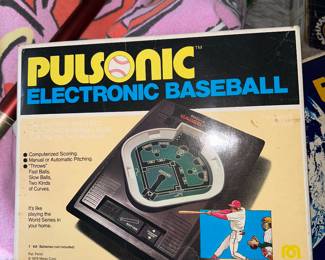 PULSONIC™
ELECTRONIC BASEBALL
● Computerized Scoring.
● Manual or Automatic Pitching.
● "Throws"
Fast Balls,
Slow Balls,
Two Kinds
of Curves.
It's like
playing the
World Series in
your home.